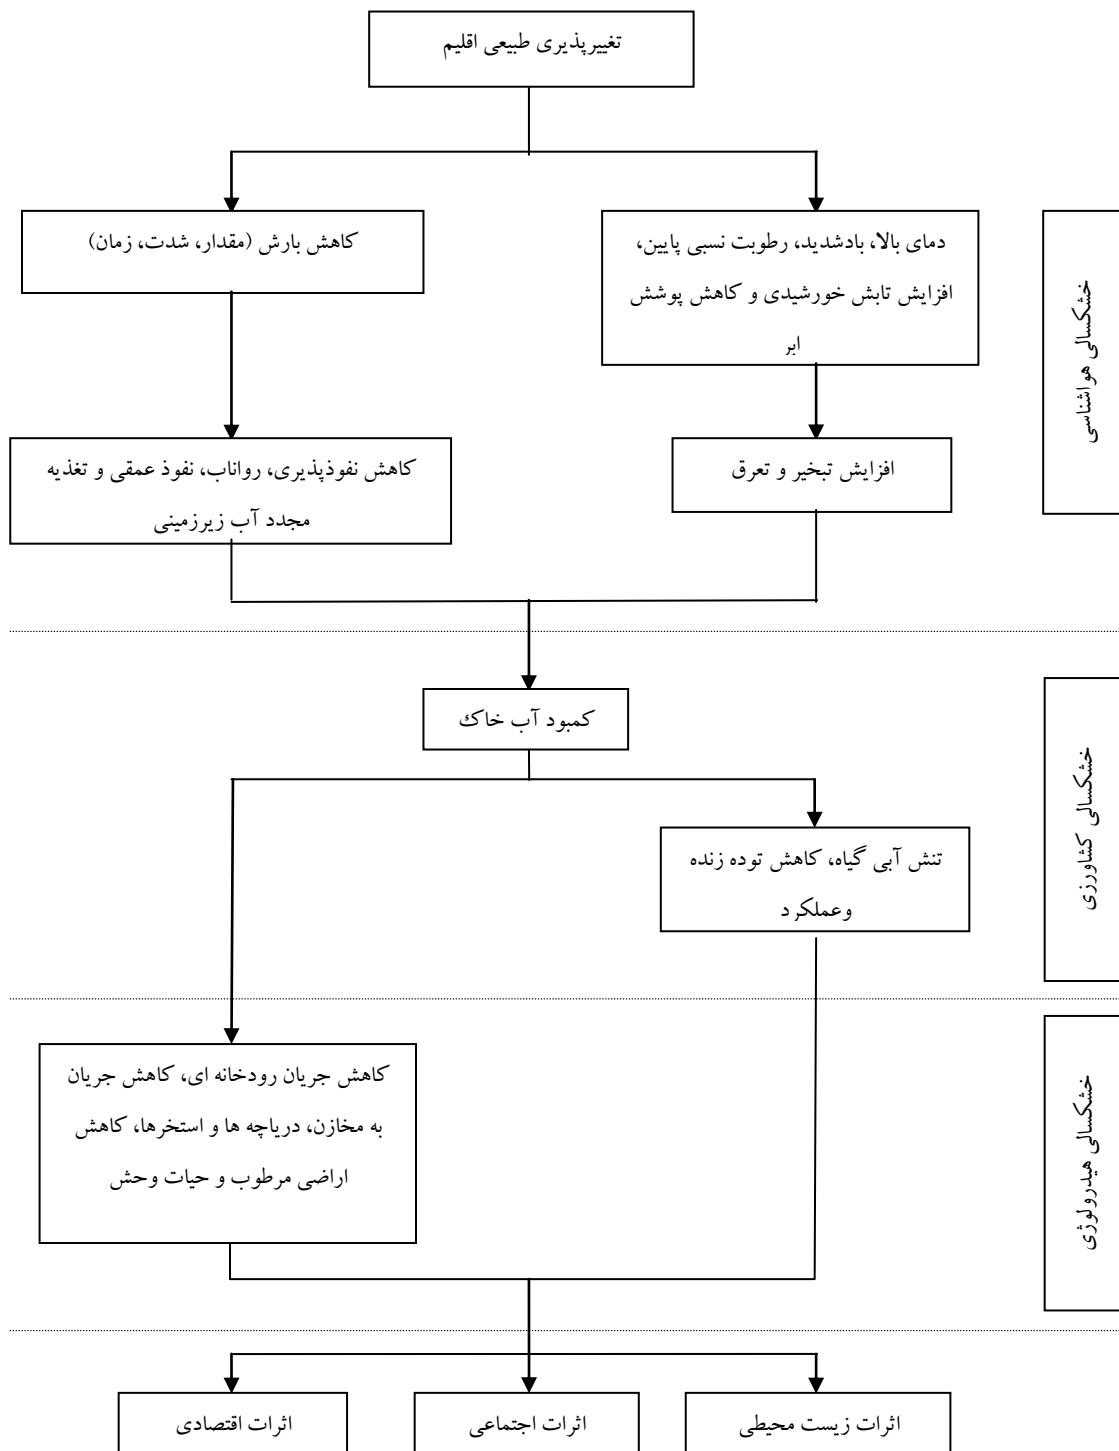 تغییرپذیری طبیعی اقلیم
دمای بالا، بادشدید، رطوبت نسبی پایین،
افزایش تابش خورشیدی و کاهش پوشش
ابر
کاهش بارش (مقدار، شدت، زمان)
خشکسالی هواشناسی
افزایش تبخیر و تعرق
کاهش نفوذپذیری، رواناب، نفوذ عمقی و تغذیه
مجدد آب زیرزمینی
کمبود آب خاک
خشکسالی کشاورزی
تنش آبی گیاه، کاهش توده زنده
وعملکرد
خشکسالی هیدرولوژی
کاهش جریان رودخانه ای، کاهش جریان
به مخازن، دریاچه ها و استخرها، کاهش
اراضی مرطوب و حیات وحش
اثرات زیست محیطی
اثرات اجتماعی
اثرات اقتصادی